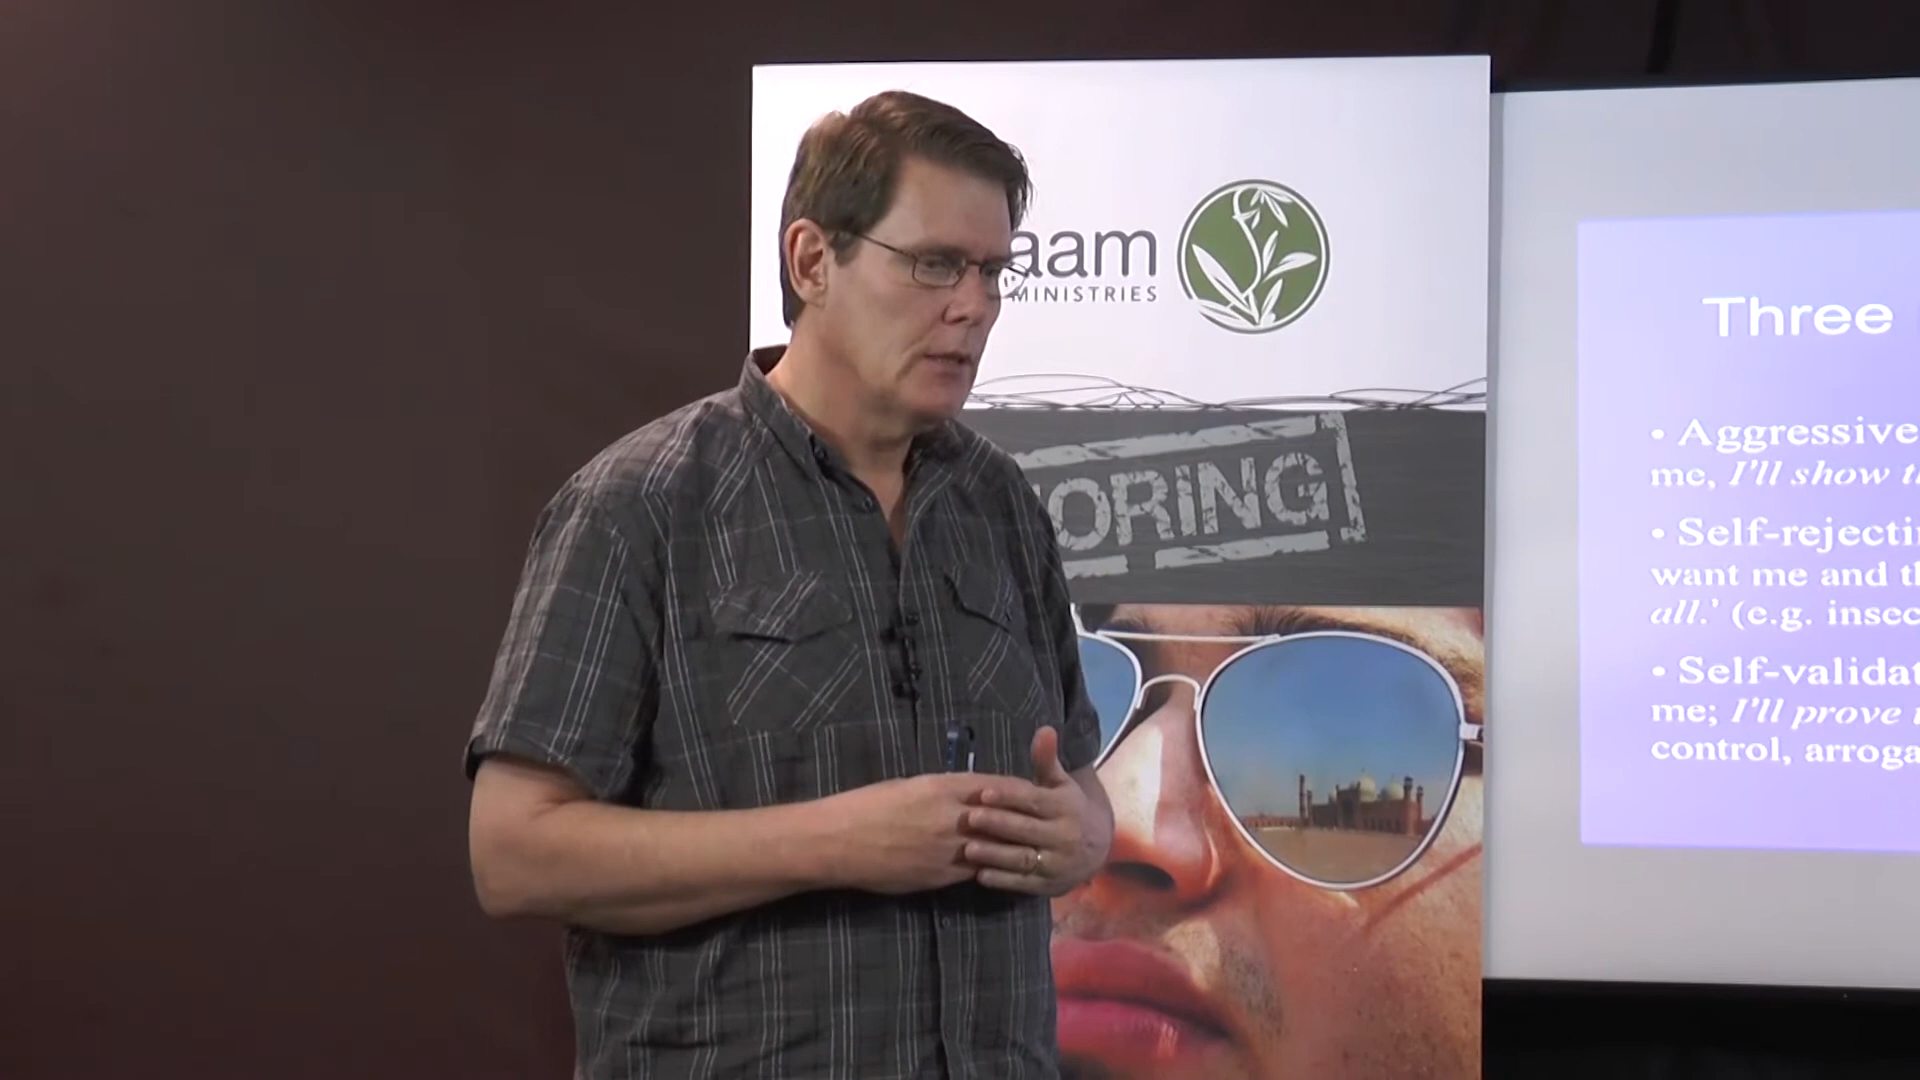 aam
MINISTRIES
ORING
Three
• Aggressive
me, I'll show
• Self-rejecti
want me and
all.' (e.g. insec
• Self-validat
me; I'll prove
control, arroga